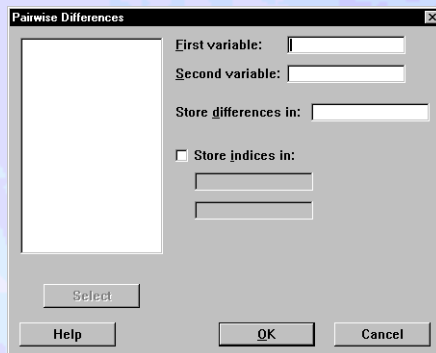 Pairwise Differences
First variable:
Second variable:
Store differences in:
Store indices in:
Select
Help
OK
Cancel